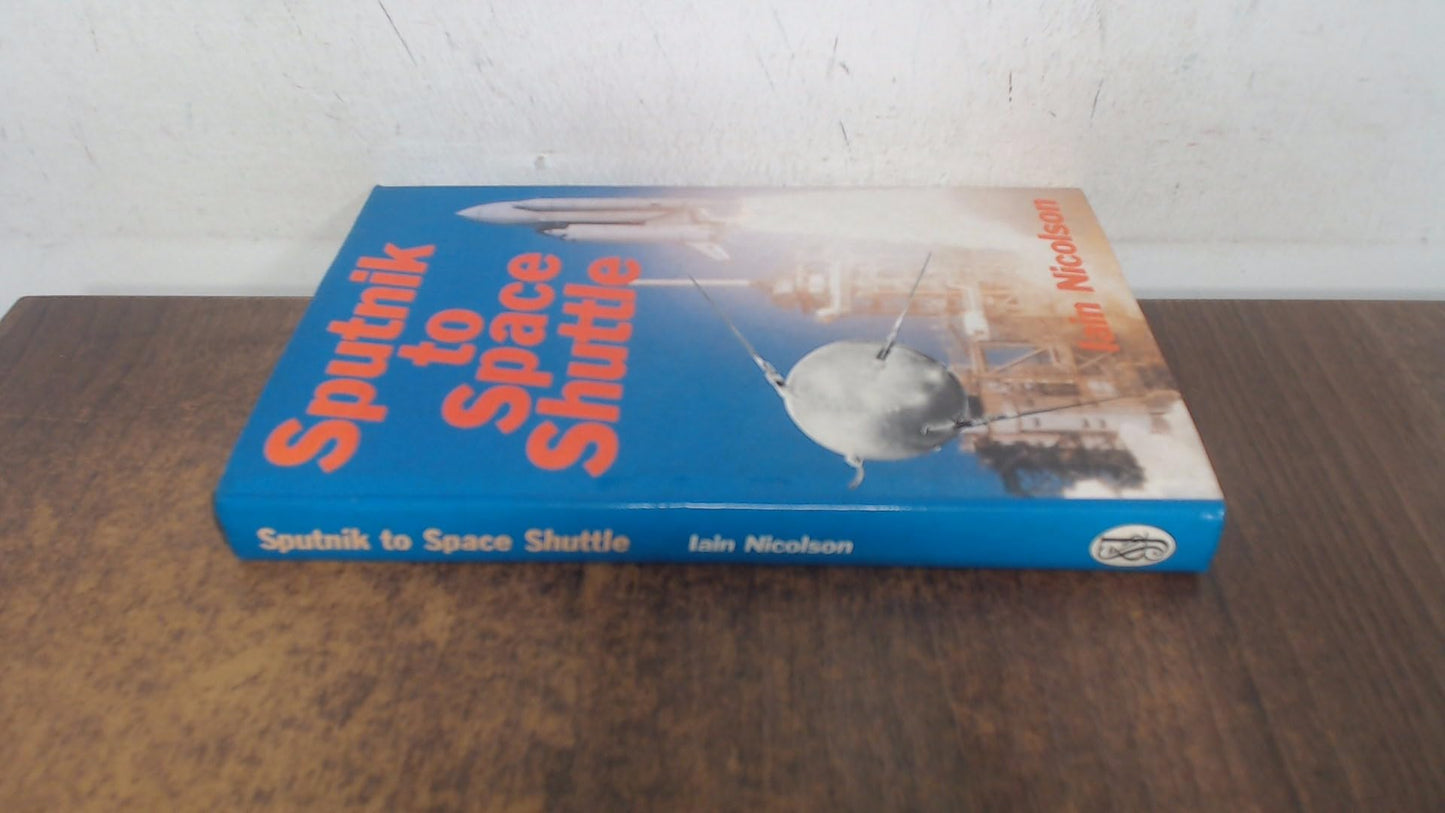 Sputnik
to
Space
Shuttle
Iain Nicolson
Sputnik to Space Shuttle Iain Nicolson